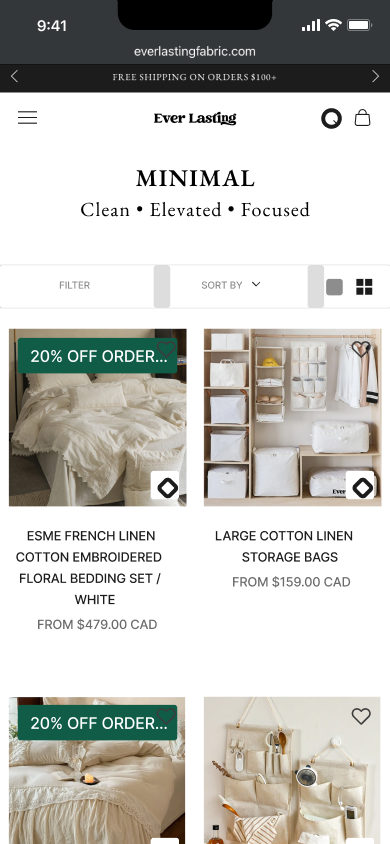 9:41
everlastingfabric.com
FREE SHIPPING ON ORDERS $100+
Ever Lasting
MINIMAL
Clean • Elevated • Focused
FILTER
SORT BY
20% OFF ORDER...
Ever
ESME FRENCH LINEN
COTTON EMBROIDERED
FLORAL BEDDING SET /
WHITE
FROM $479.00 CAD
LARGE COTTON LINEN
STORAGE BAGS
FROM $159.00 CAD
20% OFF ORDER...